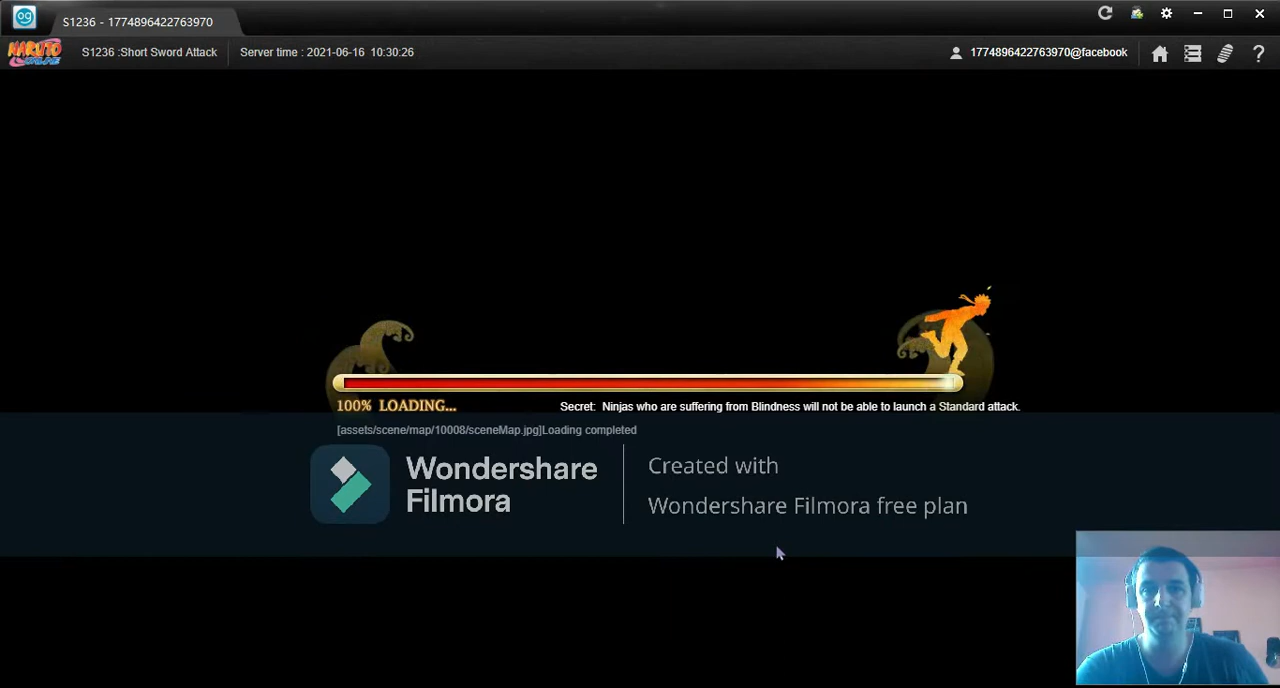 S1236 - 1774896422763970
NARUTO ONLINE
S1236 :Short Sword Attack
Server time : 2021-06-16 10:30:26
1774896422763970@facebook
?
100% LOADING...
Secret: Ninjas who are suffering from Blindness will not be able to launch a Standard attack.
[assets/scene/map/10008/sceneMap.jpg]Loading completed
Wondershare
Filmora
Created with
Wondershare Filmora free plan